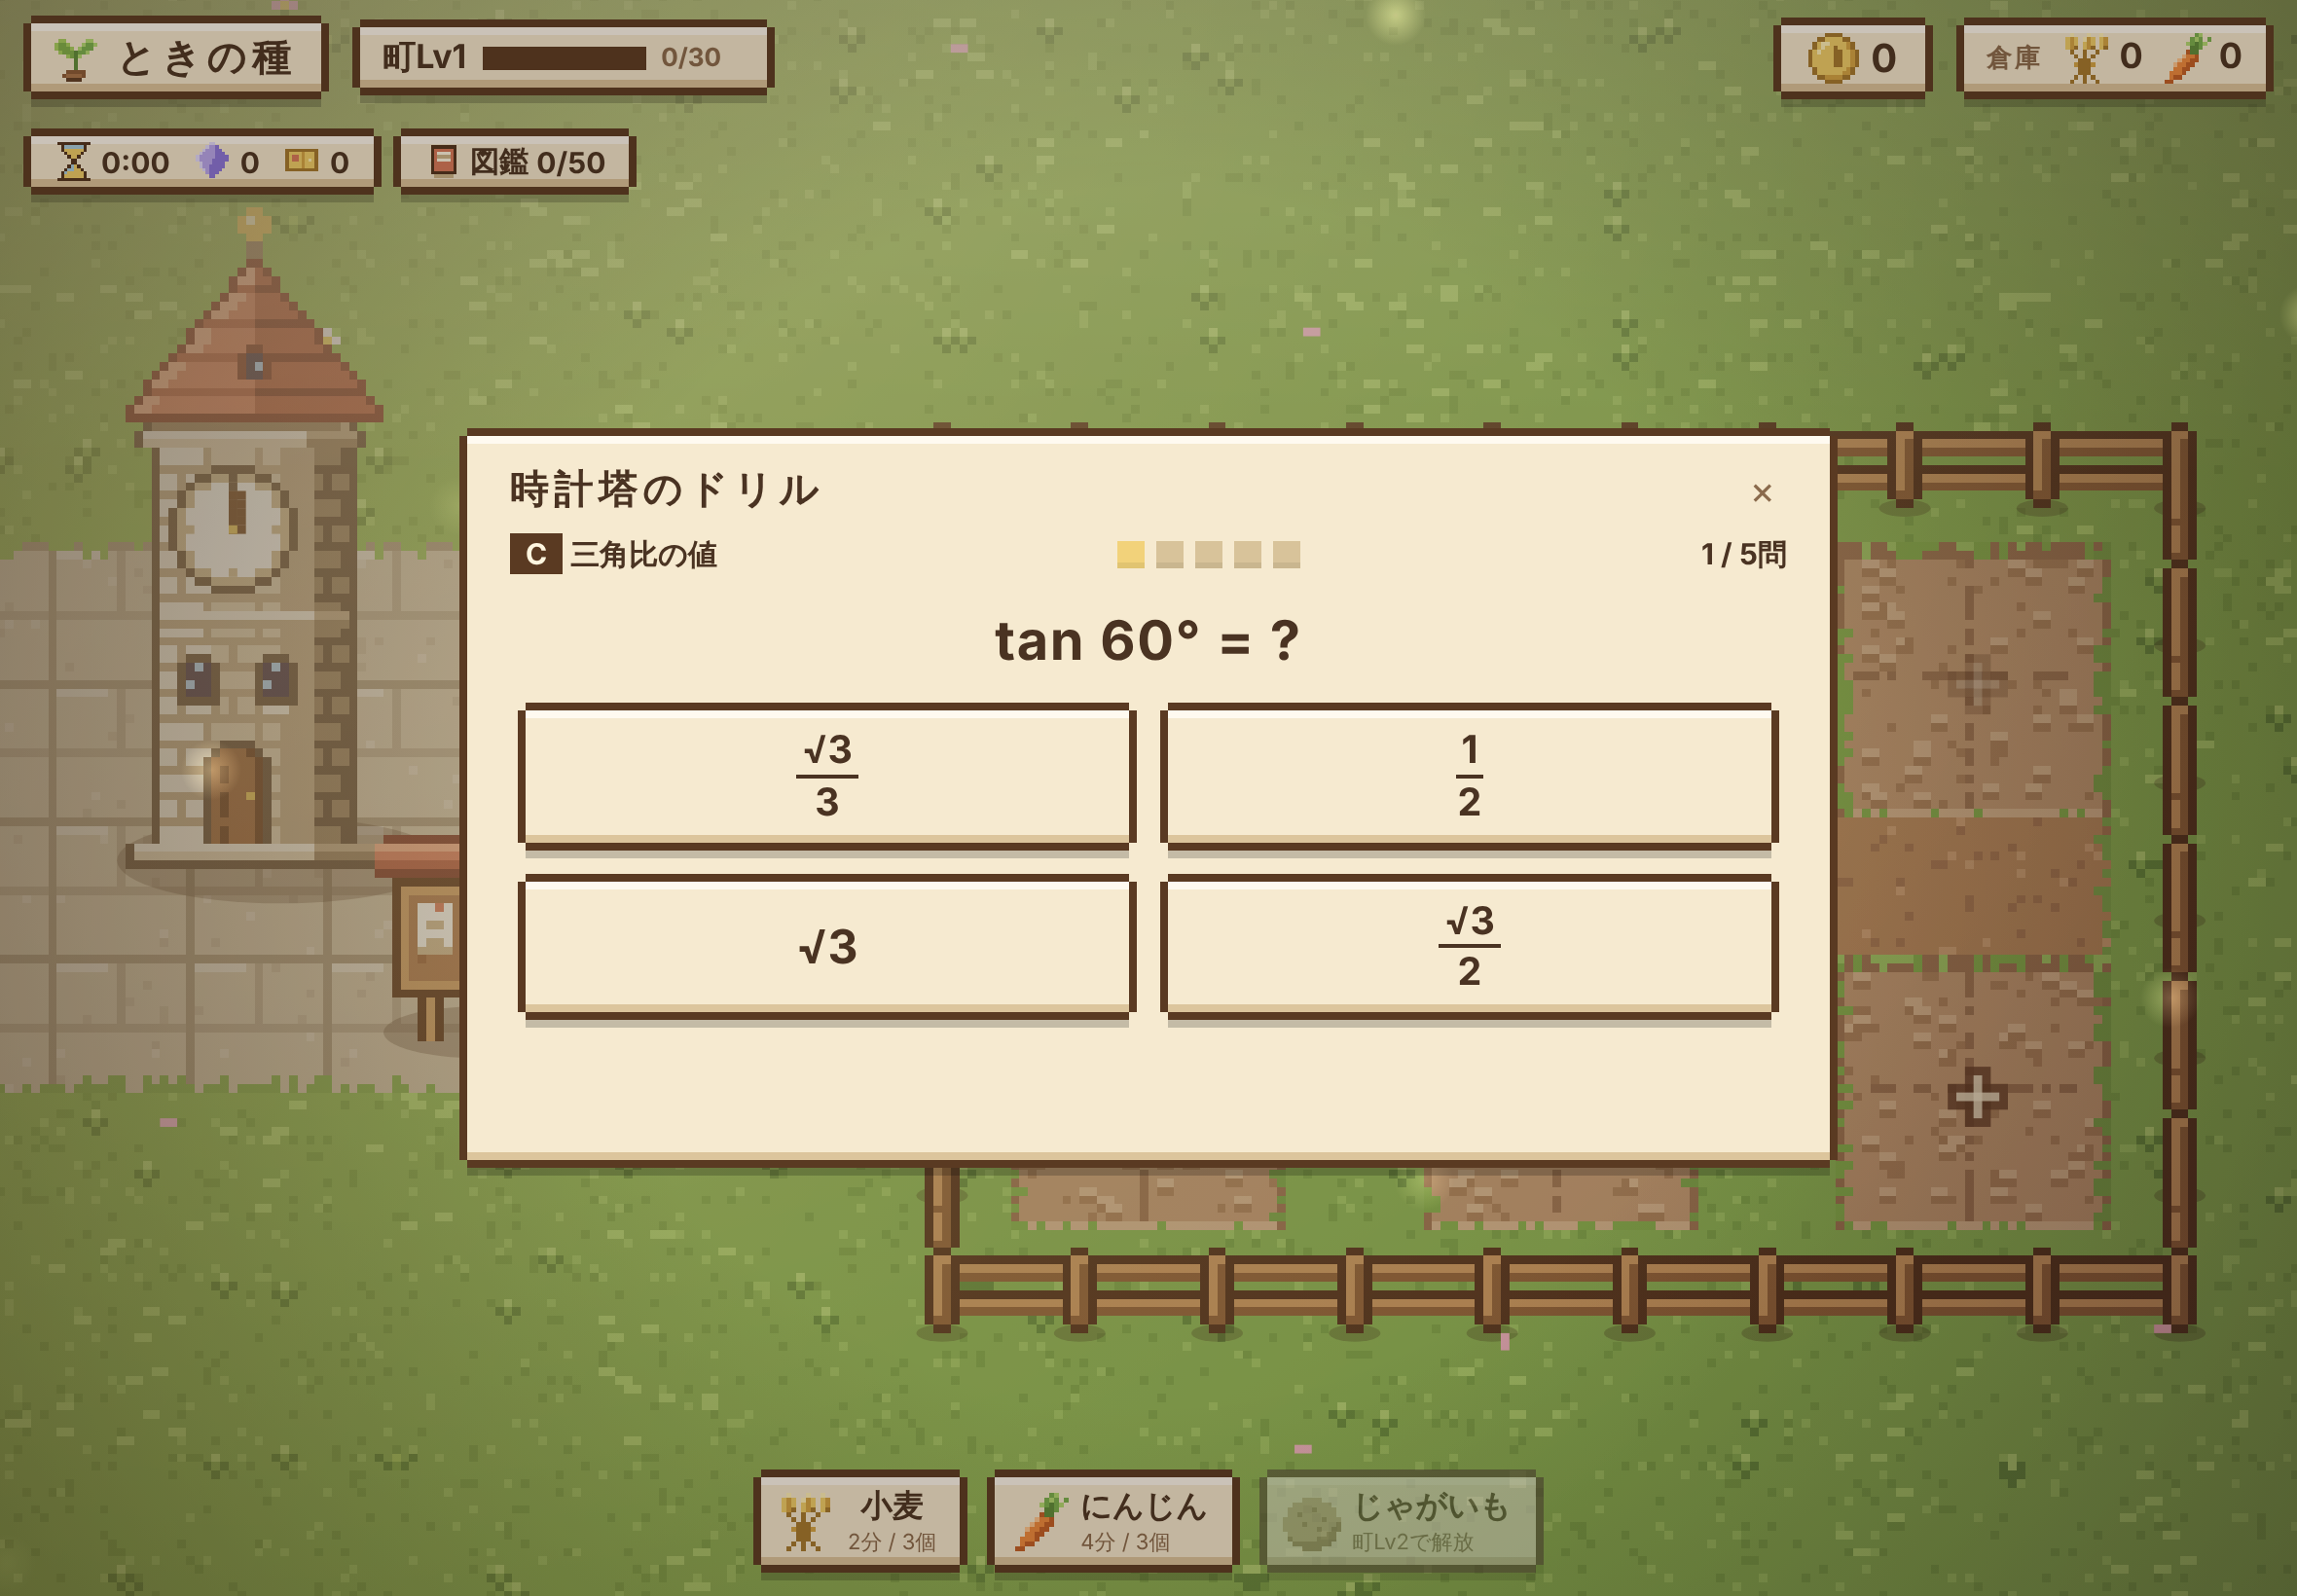 ときの種
町Lv1 0/30
0
倉庫 0 0
0:00 0 0
図鑑 0/50
時計塔のドリル
×
C 三角比の値
1 / 5問
tan 60° = ?
√3
3
1
2
√3
√3
2
小麦
2分 / 3個
にんじん
4分 / 3個
じゃがいも
町Lv2で解放